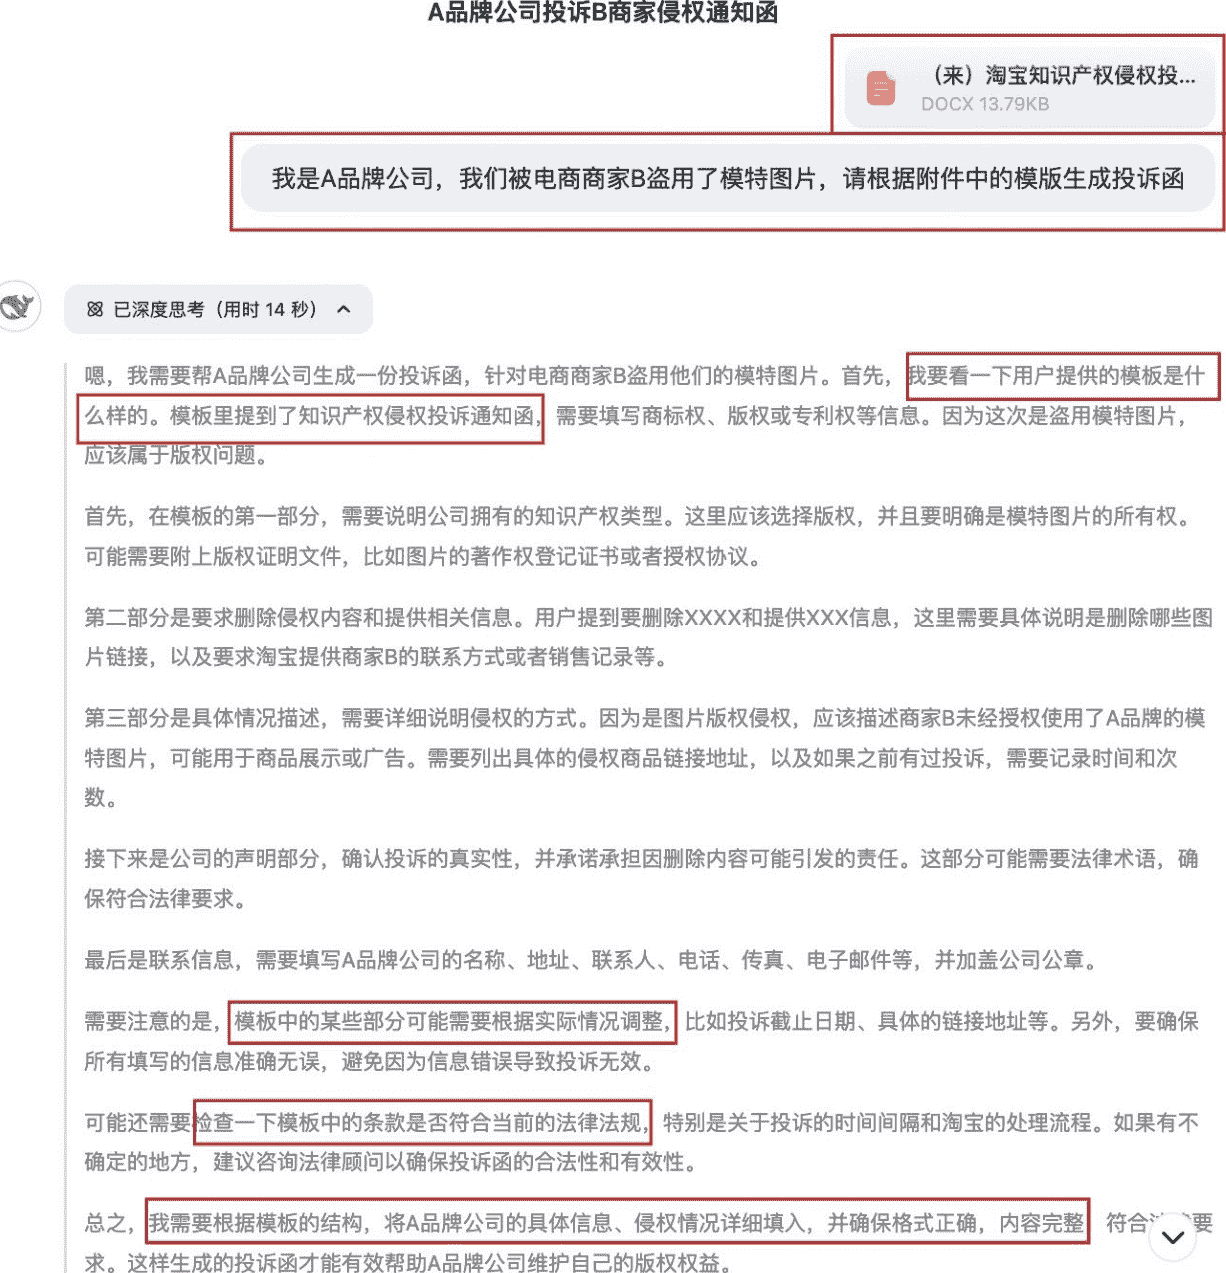 A品牌公司投诉B商家侵权通知函
（来）淘宝知识产权侵权投...
DOCX 13.79KB
我是A品牌公司，我们被电商商家B盗用了模特图片，请根据附件中的模版生成投诉函
已深度思考（用时 14 秒）
嗯，我需要帮A品牌公司生成一份投诉函，针对电商商家B盗用他们的模特图片。首先，我要看一下用户提供的模板是什
么样的。模板里提到了知识产权侵权投诉通知函，需要填写商标权、版权或专利权等信息。因为这次是盗用模特图片，
应该属于版权问题。
首先，在模板的第一部分，需要说明公司拥有的知识产权类型。这里应该选择版权，并且要明确是模特图片的所有权。
可能需要附上版权证明文件，比如图片的著作权登记证书或者授权协议。
第二部分是要求删除侵权内容和提供相关信息。用户提到要删除XXXX和提供XXX信息，这里需要具体说明是删除哪些图
片链接，以及要求淘宝提供商家B的联系方式或者销售记录等。
第三部分是具体情况描述，需要详细说明侵权的方式。因为是图片版权侵权，应该描述商家B未经授权使用了A品牌的模
特图片，可能用于商品展示或广告。需要列出具体的侵权商品链接地址，以及如果之前有过投诉，需要记录时间和次
数。
接下来是公司的声明部分，确认投诉的真实性，并承诺承担因删除内容可能引发的责任。这部分可能需要法律术语，确
保符合法律要求。
最后是联系信息，需要填写A品牌公司的名称、地址、联系人、电话、传真、电子邮件等，并加盖公司公章。
需要注意的是，模板中的某些部分可能需要根据实际情况调整，比如投诉截止日期、具体的链接地址等。另外，要确保
所有填写的信息准确无误，避免因为信息错误导致投诉无效。
可能还需要检查一下模板中的条款是否符合当前的法律法规，特别是关于投诉的时间间隔和淘宝的处理流程。如果有不
确定的地方，建议咨询法律顾问以确保投诉函的合法性和有效性。
总之，我需要根据模板的结构，将A品牌公司的具体信息、侵权情况详细填入，并确保格式正确，内容完整 符合 要
求。这样生成的投诉函才能有效帮助A品牌公司维护自己的版权权益。